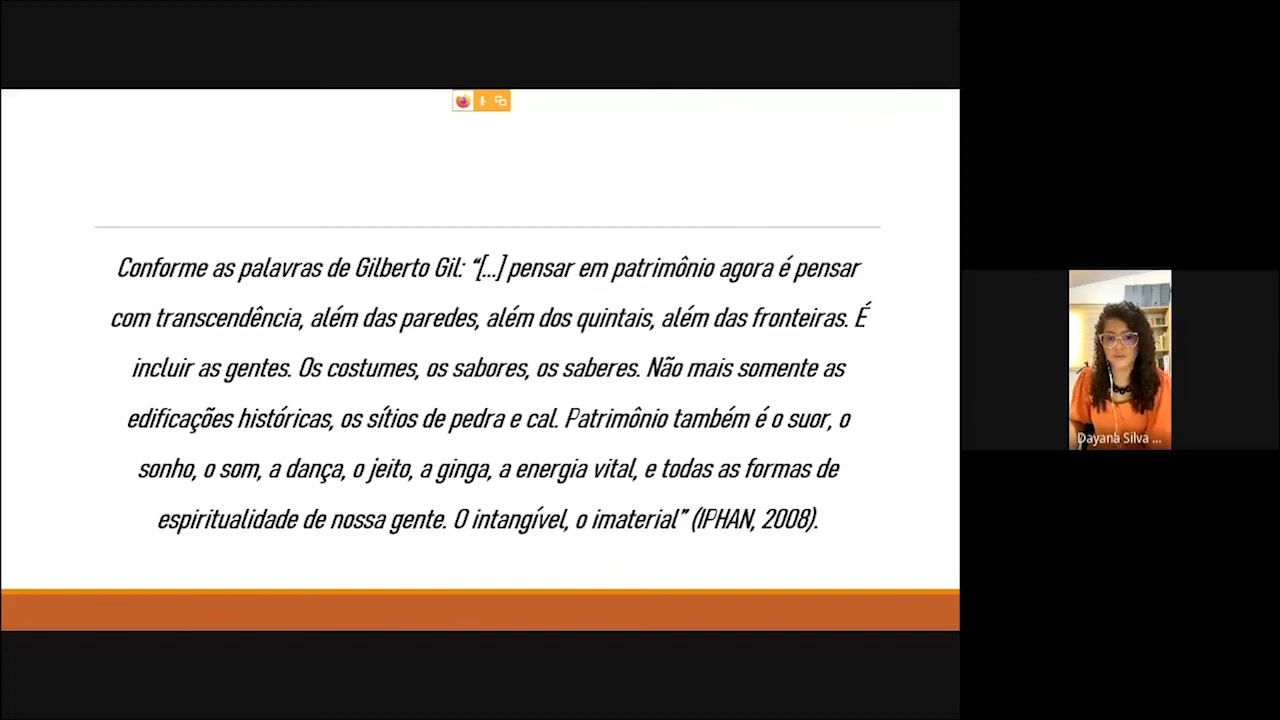 Conforme as palavras de Gilberto Gil: “[...] pensar em patrimônio agora é pensar
com transcendência, além das paredes, além dos quintais, além das fronteiras. É
incluir as gentes. Os costumes, os sabores, os saberes. Não mais somente as
edificações históricas, os sítios de pedra e cal. Patrimônio também é o suor, o
sonho, o som, a dança, o jeito, a ginga, a energia vital, e todas as formas de
espiritualidade de nossa gente. O intangível, o imaterial” (IPHAN, 2008).
Dayana Silva ...